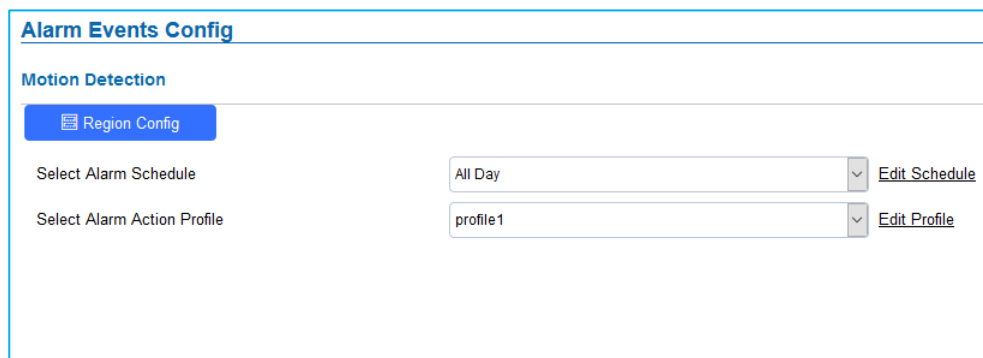 Alarm Events Config
Motion Detection
Region Config
Select Alarm Schedule All Day Edit Schedule
Select Alarm Action Profile profile1 Edit Profile